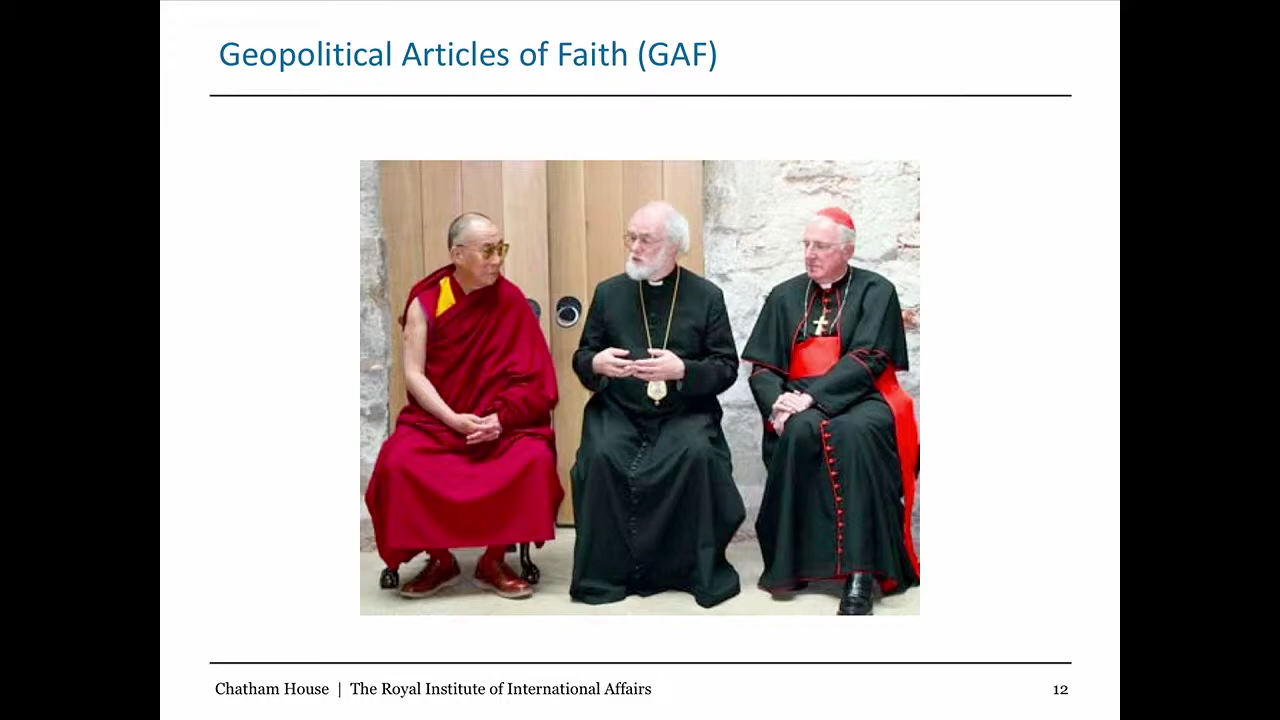 Geopolitical Articles of Faith (GAF)
Chatham House | The Royal Institute of International Affairs
12